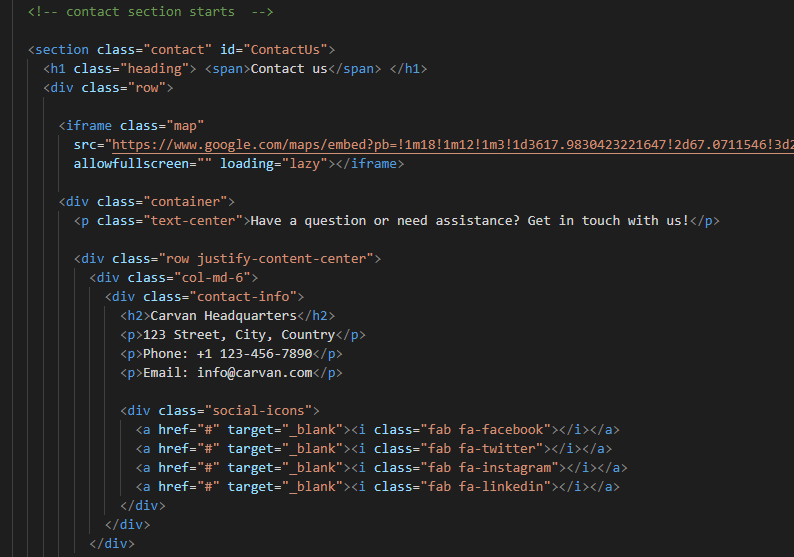 <!-- contact section starts  -->
<section class="contact" id="ContactUs">
<h1 class="heading"> <span>Contact us</span> </h1>
<div class="row">
<iframe class="map"
src="https://www.google.com/maps/embed?pb=!1m18!1m12!1m3!1d3617.9830423221647!2d67.0711546!3d2
allowfullscreen="" loading="lazy"></iframe>
<div class="container">
<p class="text-center">Have a question or need assistance? Get in touch with us!</p>
<div class="row justify-content-center">
<div class="col-md-6">
<div class="contact-info">
<h2>Carvan Headquarters</h2>
<p>123 Street, City, Country</p>
<p>Phone: +1 123-456-7890</p>
<p>Email: info@carvan.com</p>
<div class="social-icons">
<a href="#" target="_blank"><i class="fab fa-facebook"></i></a>
<a href="#" target="_blank"><i class="fab fa-twitter"></i></a>
<a href="#" target="_blank"><i class="fab fa-instagram"></i></a>
<a href="#" target="_blank"><i class="fab fa-linkedin"></i></a>
</div>
</div>
</div>